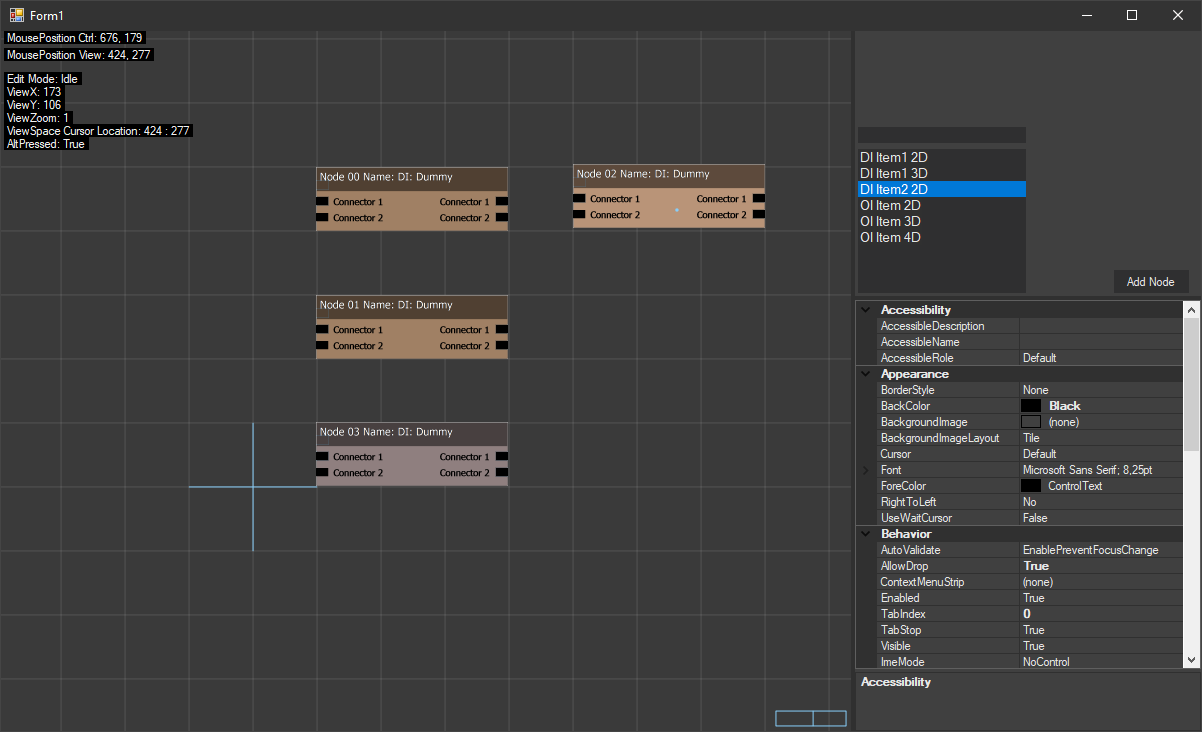 Form1
MousePosition Ctrl: 676, 179
MousePosition View: 424, 277
Edit Mode: Idle
ViewX: 173
ViewY: 106
ViewZoom: 1
ViewSpace Cursor Location: 424 : 277
AltPressed: True
Node 00 Name: DI: Dummy
Connector 1 Connector 1
Connector 2 Connector 2
Node 02 Name: DI: Dummy
Connector 1 Connector 1
Connector 2 Connector 2
Node 01 Name: DI: Dummy
Connector 1 Connector 1
Connector 2 Connector 2
Node 03 Name: DI: Dummy
Connector 1 Connector 1
Connector 2 Connector 2
DI Item1 2D
DI Item1 3D
DI Item2 2D
OI Item 2D
OI Item 3D
OI Item 4D
Add Node
Accessibility
AccessibleDescription
AccessibleName
AccessibleRole Default
Appearance
BorderStyle None
BackColor Black
BackgroundImage (none)
BackgroundImageLayout Tile
Cursor Default
Font Microsoft Sans Serif; 8,25pt
ForeColor ControlText
RightToLeft No
UseWaitCursor False
Behavior
AutoValidate EnablePreventFocusChange
AllowDrop True
ContextMenuStrip (none)
Enabled True
TabIndex 0
TabStop True
Visible True
ImeMode NoControl
Accessibility